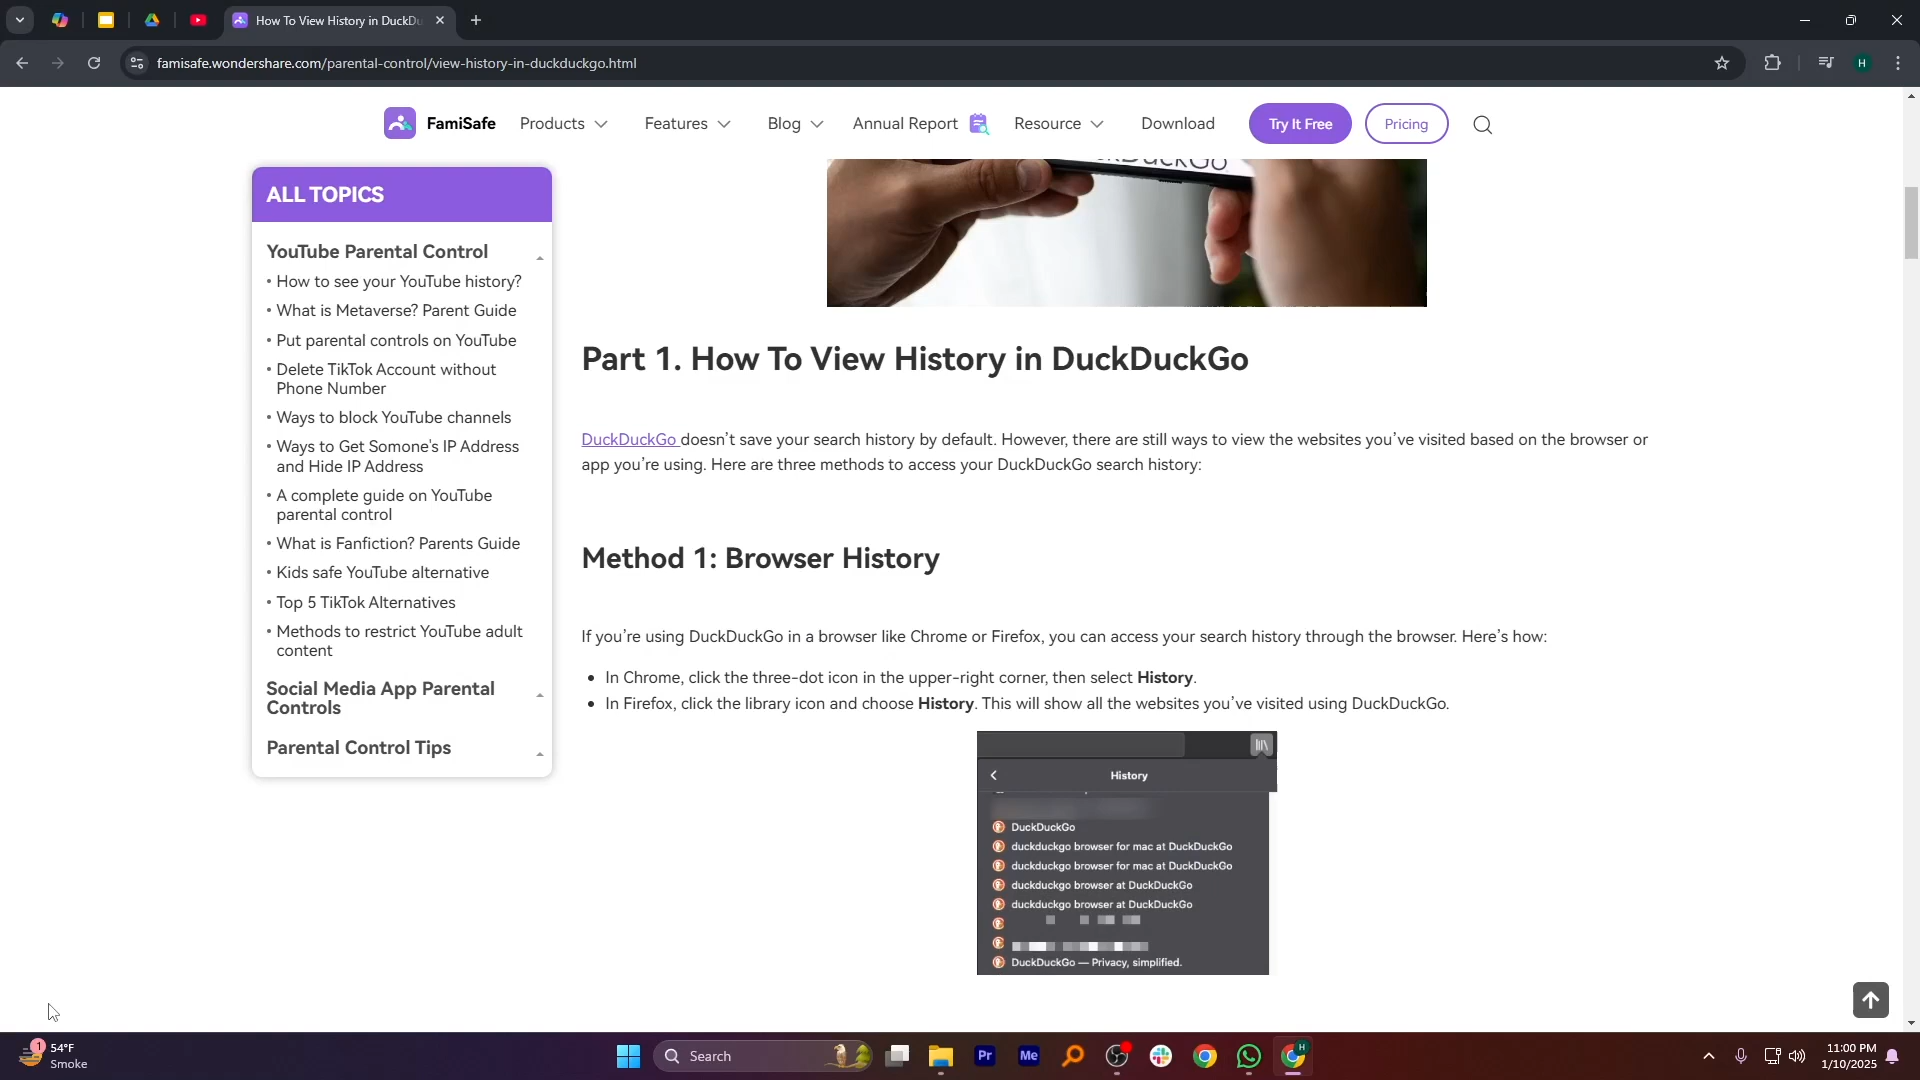 How To View History in DuckDu
famisafe.wondershare.com/parental-control/view-history-in-duckduckgo.html
H
FamiSafe
Products
Features
Blog
Annual Report
Resource
Download
Try It Free
Pricing
ALL TOPICS
YouTube Parental Control
• How to see your YouTube history?
• What is Metaverse? Parent Guide
• Put parental controls on YouTube
• Delete TikTok Account without
Phone Number
• Ways to block YouTube channels
• Ways to Get Somone's IP Address
and Hide IP Address
• A complete guide on YouTube
parental control
• What is Fanfiction? Parents Guide
• Kids safe YouTube alternative
• Top 5 TikTok Alternatives
• Methods to restrict YouTube adult
content
Social Media App Parental
Controls
Parental Control Tips
Part 1. How To View History in DuckDuckGo
DuckDuckGo doesn't save your search history by default. However, there are still ways to view the websites you've visited based on the browser or
app you're using. Here are three methods to access your DuckDuckGo search history:
Method 1: Browser History
If you're using DuckDuckGo in a browser like Chrome or Firefox, you can access your search history through the browser. Here's how:
• In Chrome, click the three-dot icon in the upper-right corner, then select History.
• In Firefox, click the library icon and choose History. This will show all the websites you've visited using DuckDuckGo.
History
DuckDuckGo
duckduckgo browser for mac at DuckDuckGo
duckduckgo browser for mac at DuckDuckGo
duckduckgo browser at DuckDuckGo
duckduckgo browser at DuckDuckGo
DuckDuckGo — Privacy, simplified.
1
54°F
Smoke
Search
Pr
Me
H
11:00 PM
1/10/2025